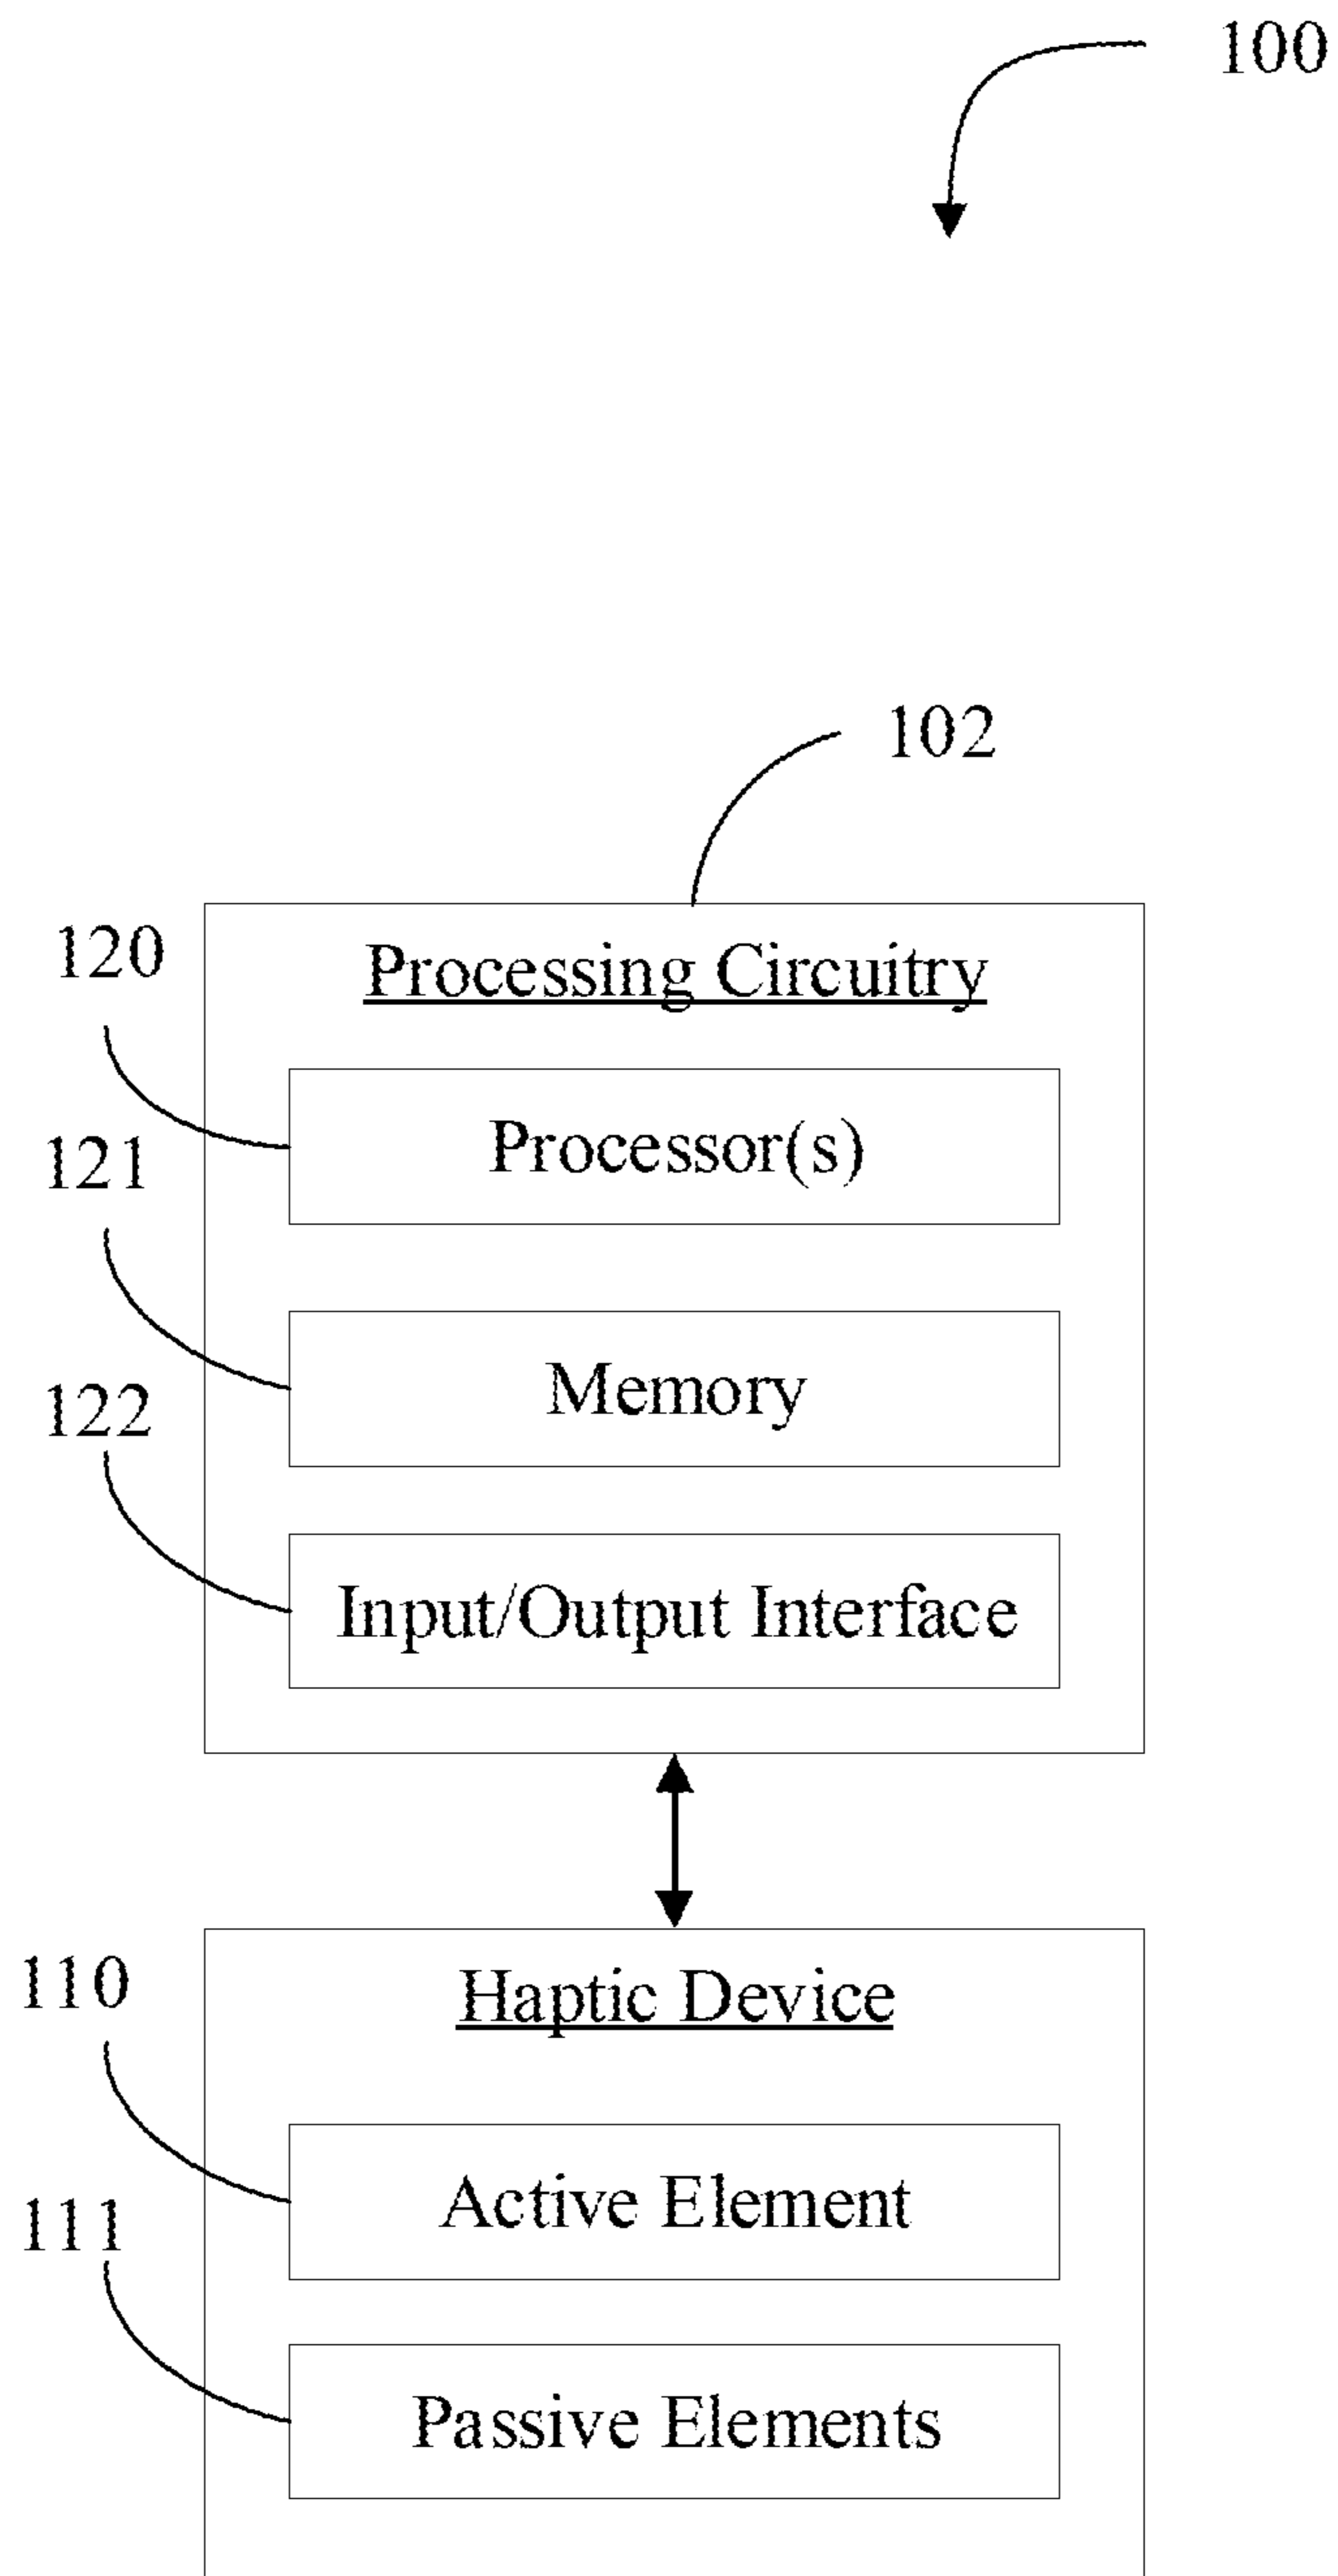 100
102
120
Processing Circuitry
Processor(s)
121
Memory
122
Input/Output Interface
110
Haptic Device
Active Element
111
Passive Elements